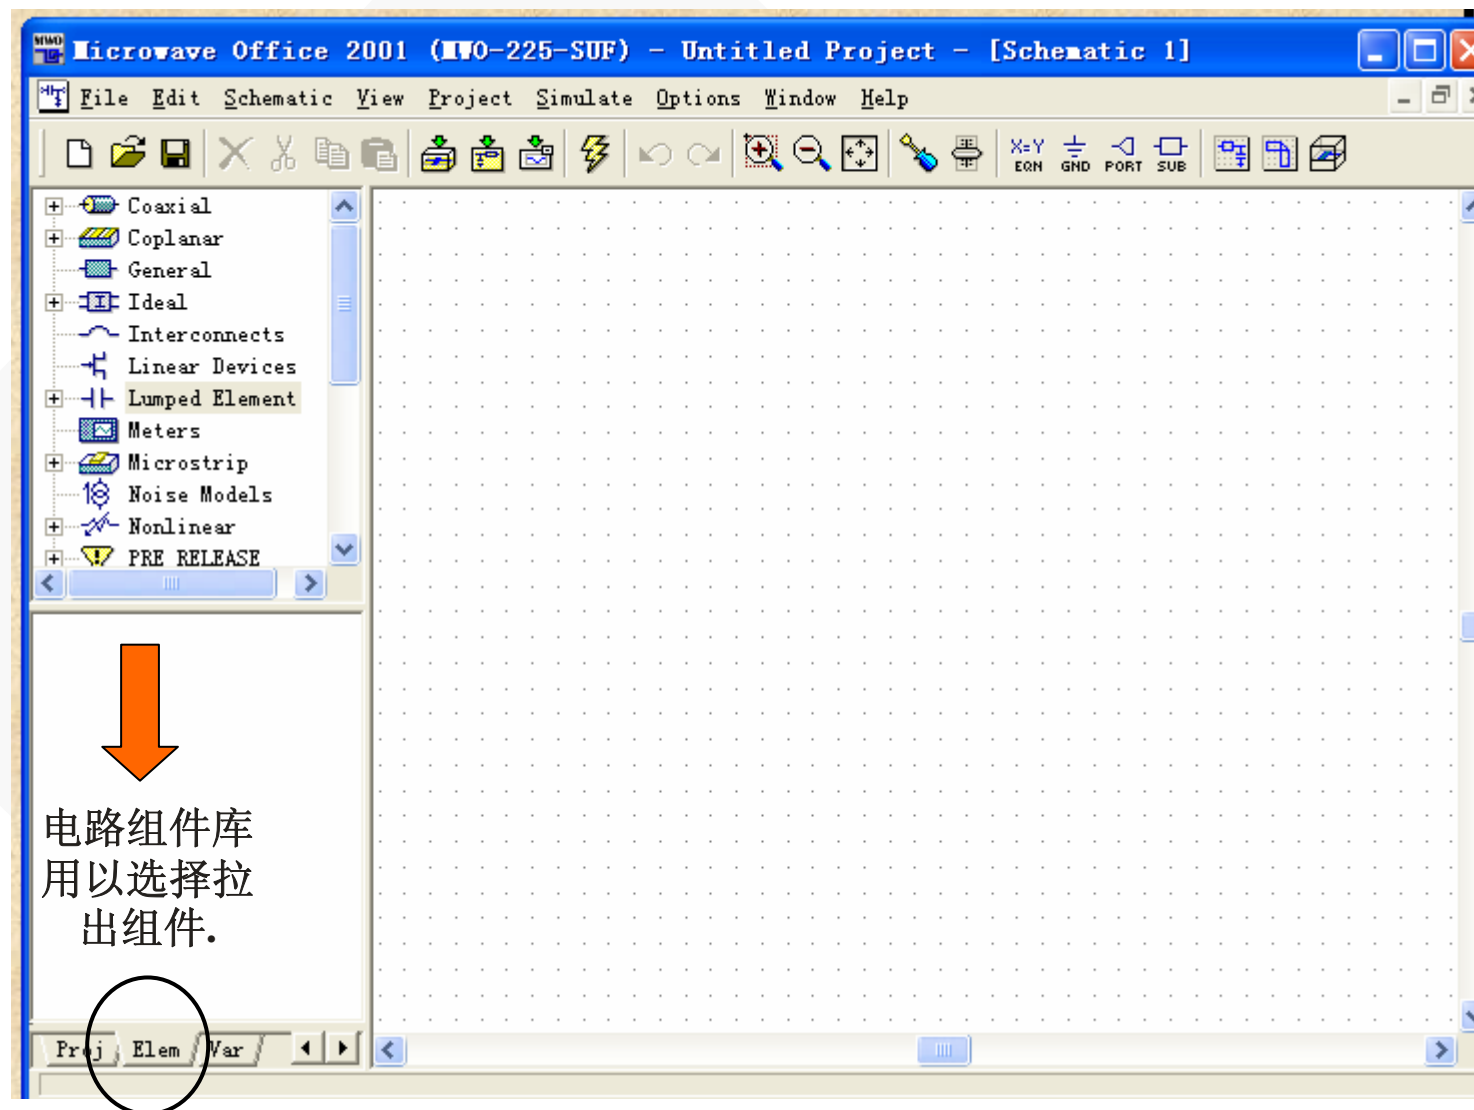 Microwave Office 2001 (MWO-225-SUF) - Untitled Project - [Schematic 1]
File Edit Schematic View Project Simulate Options Window Help
X=Y EQN GND PORT SUB
Coaxial
Coplanar
General
Ideal
Interconnects
Linear Devices
Lumped Element
Meters
Microstrip
Noise Models
Nonlinear
PRE RELEASE
电路组件库
用以选择拉
出组件.
Proj Elem Var